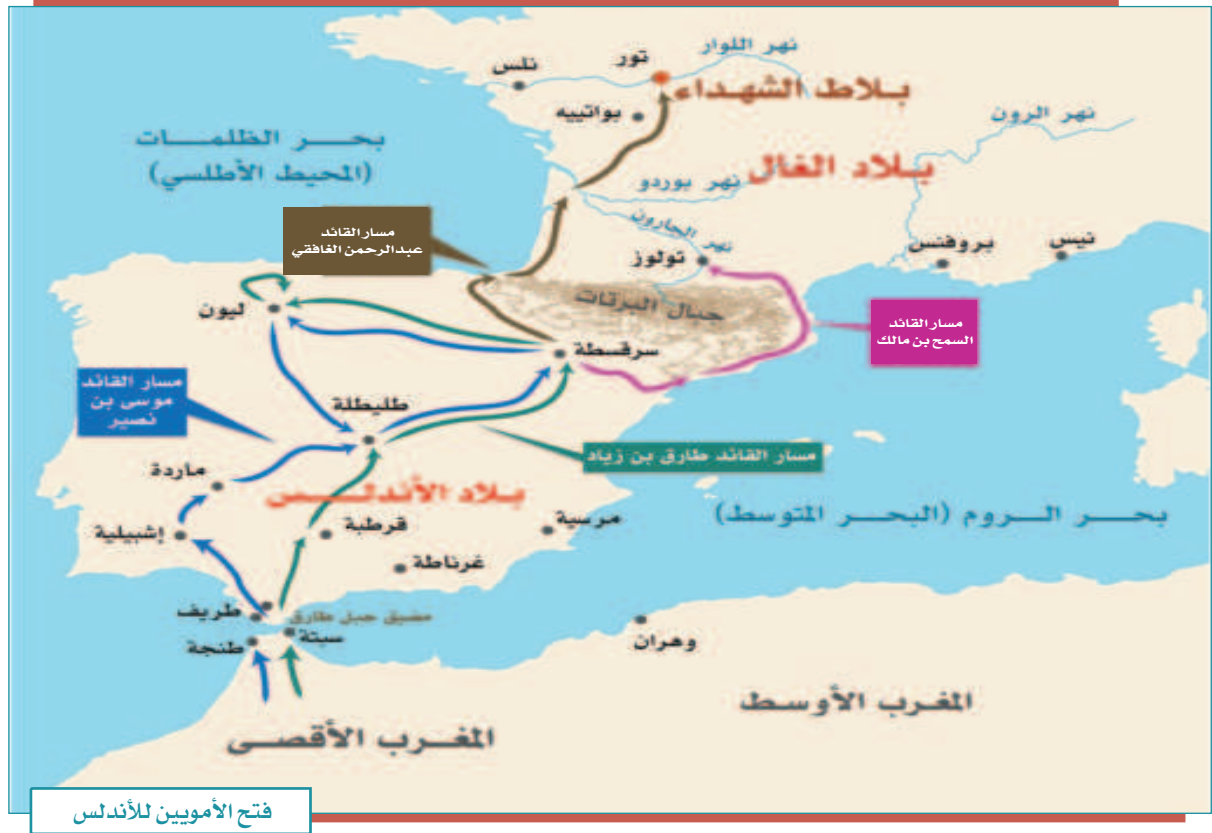 نهر اللوار
تور
نلس
بلاط الشهداء
بواتييه
نهر الرون
بحر الظلمات
(المحيط الأطلسي)
بلاد الغال
نهر بوردو
مسار القائد
عبدالرحمن الغافقي
نهر الجارون
تولوز
بروفنس
نيس
جبال البرتات
ليون
مسار القائد
السمح بن مالك
سرقسطة
مسار القائد
موسى بن
نصير
طليطلة
مسار القائد طارق بن زياد
ماردة
بلاد الأندلس
إشبيلية
قرطبة
مرسية
بحر الروم (البحر المتوسط)
غرناطة
طريف
مضيق جبل طارق
سبتة
طنجة
وهران
المغرب الأوسط
المغرب الأقصى
فتح الأمويين للأندلس